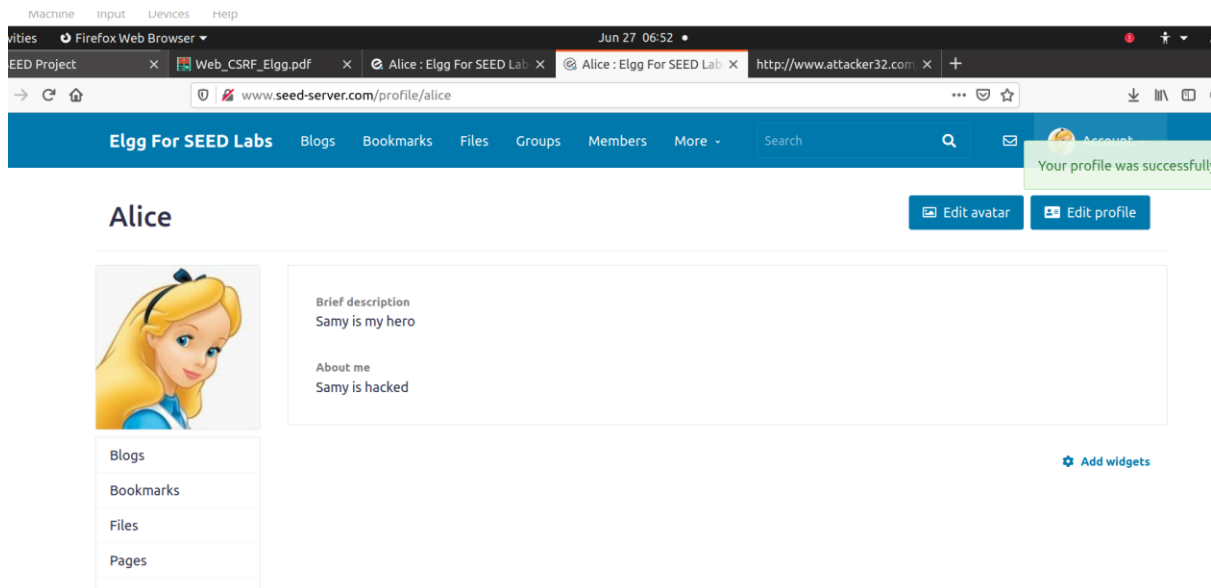 Machine Input Devices Help
vities Firefox Web Browser Jun 27 06:52
EED Project Web_CSRF_Elgg.pdf Alice : Elgg For SEED Lab Alice : Elgg For SEED Lab http://www.attacker32.com
www.seed-server.com/profile/alice
Elgg For SEED Labs Blogs Bookmarks Files Groups Members More Search Account
Your profile was successfully
Alice Edit avatar Edit profile
Brief description
Samy is my hero
About me
Samy is hacked
Blogs Add widgets
Bookmarks
Files
Pages